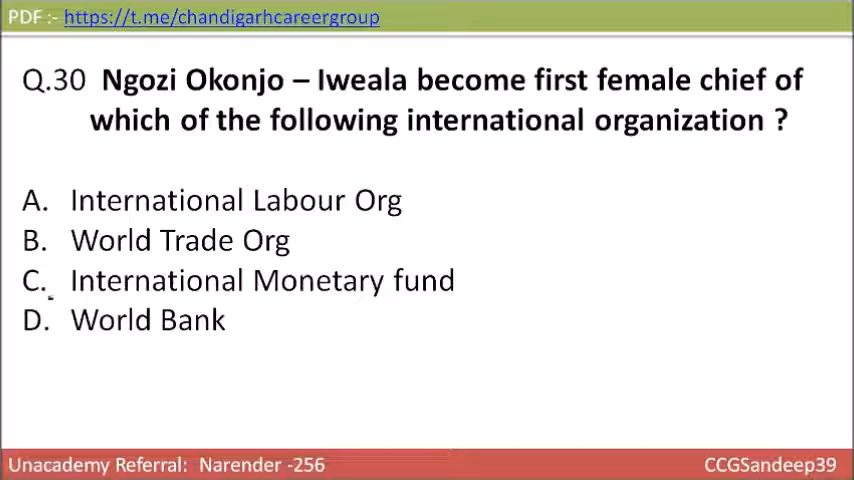 PDF :- https://t.me/chandigarhcareergroup
Q.30 Ngozi Okonjo – Iweala become first female chief of
which of the following international organization ?
A. International Labour Org
B. World Trade Org
C. International Monetary fund
D. World Bank
Unacademy Referral: Narender -256
CCGSandeep39